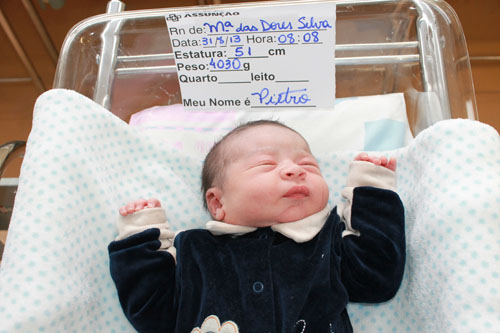 ASSUNÇÃO
Rn de: Mª das Dores Silva
Data: 31/8/13 Hora: 08:08
Estatura: 51 cm
Peso: 4030 g
Quarto leito
Meu Nome é Pietro